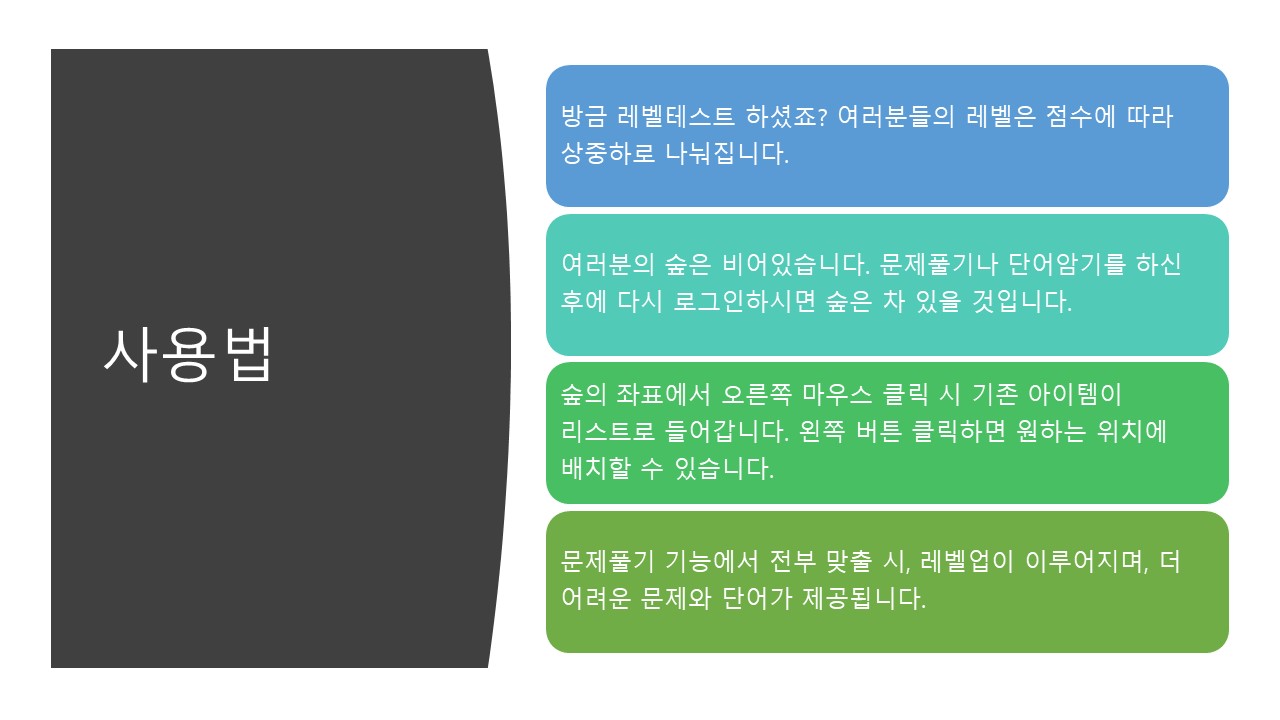 사용법
방금 레벨테스트 하셨죠? 여러분들의 레벨은 점수에 따라
상중하로 나눠집니다.
여러분의 숲은 비어있습니다. 문제풀기나 단어암기를 하신
후에 다시 로그인하시면 숲은 차 있을 것입니다.
숲의 좌표에서 오른쪽 마우스 클릭 시 기존 아이템이
리스트로 들어갑니다. 왼쪽 버튼 클릭하면 원하는 위치에
배치할 수 있습니다.
문제풀기 기능에서 전부 맞출 시, 레벨업이 이루어지며, 더
어려운 문제와 단어가 제공됩니다.